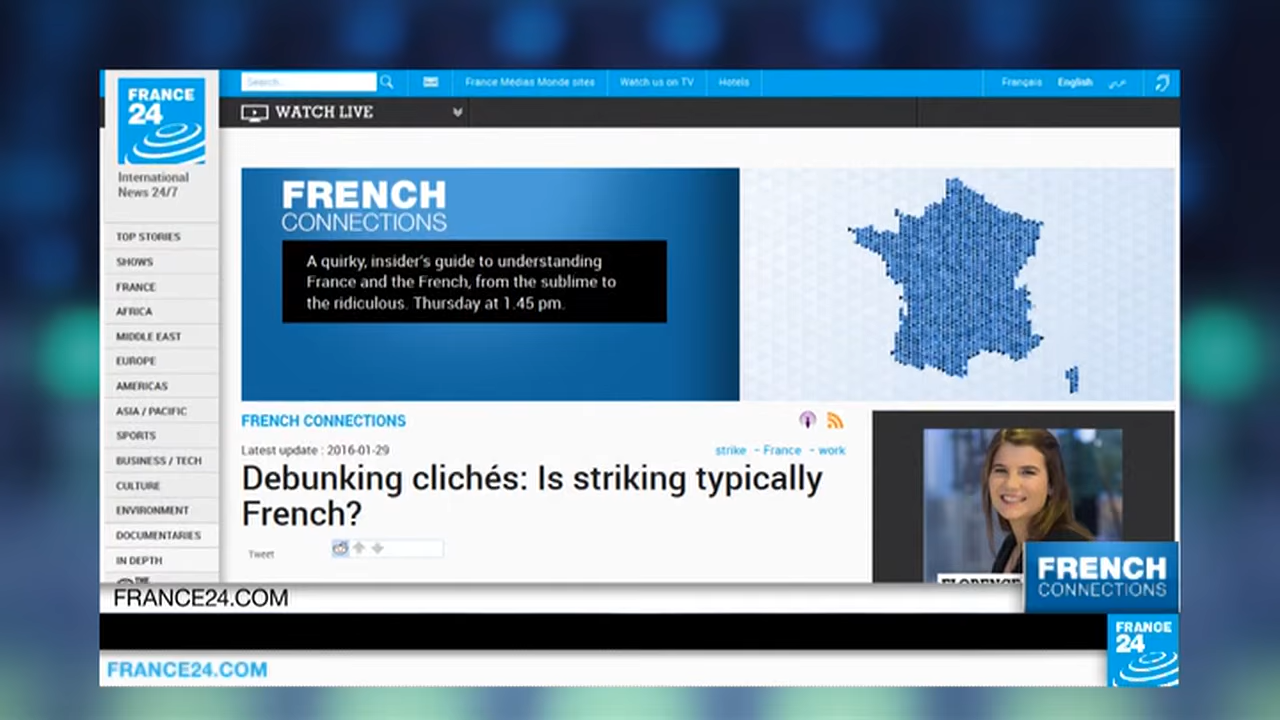 FRANCE
24
International
News 24/7
Search...
France Médias Monde sites
Watch us on TV
Hotels
Français
English
WATCH LIVE
TOP STORIES
SHOWS
FRANCE
AFRICA
MIDDLE EAST
EUROPE
AMERICAS
ASIA / PACIFIC
SPORTS
BUSINESS / TECH
CULTURE
ENVIRONMENT
DOCUMENTARIES
IN DEPTH
THE
FRENCH
CONNECTIONS
A quirky, insider's guide to understanding
France and the French, from the sublime to
the ridiculous. Thursday at 1.45 pm.
FRENCH CONNECTIONS
Latest update : 2016-01-29
strike - France - work
Debunking clichés: Is striking typically
French?
Tweet
FLORENCE
FRENCH
CONNECTIONS
FRANCE24.COM
FRANCE
24
FRANCE24.COM